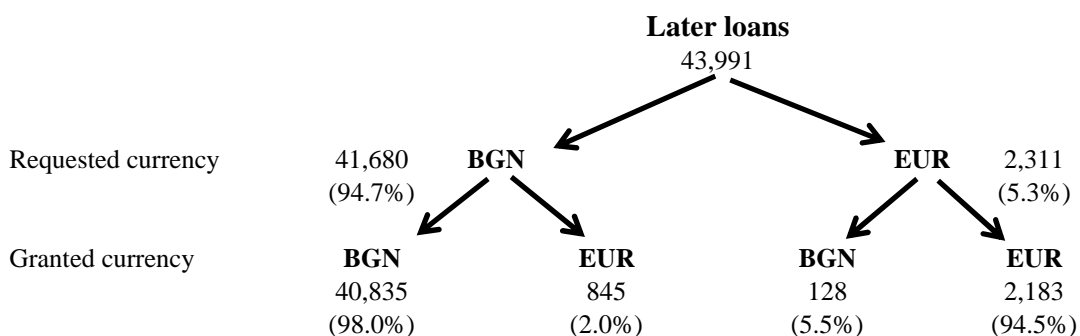 Later loans
43,991
Requested currency 41,680 BGN EUR 2,311
(94.7%) (5.3%)
Granted currency BGN EUR BGN EUR
40,835 845 128 2,183
(98.0%) (2.0%) (5.5%) (94.5%)